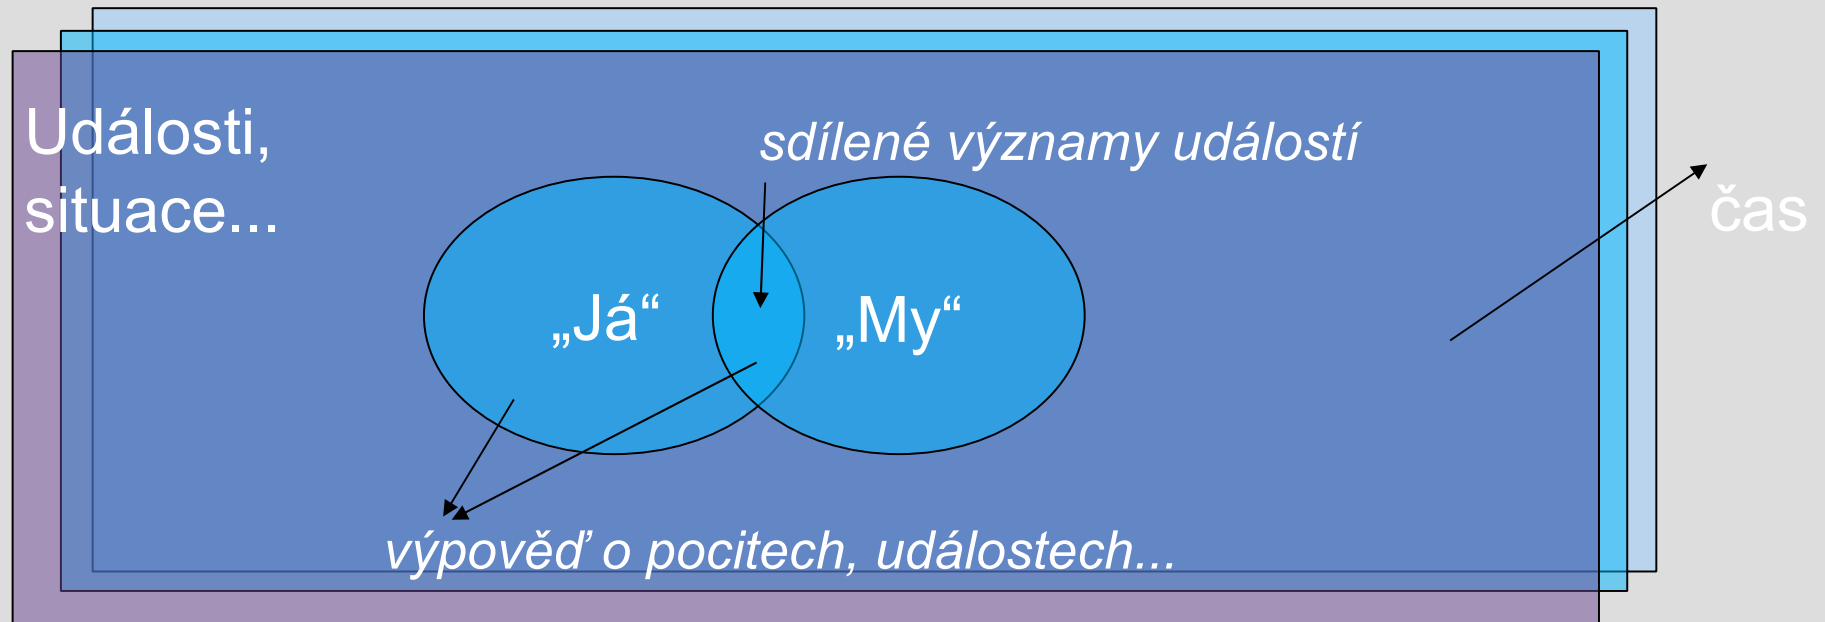 Události,
situace...
sdílené významy událostí
čas
„Já“
„My“
výpověď o pocitech, událostech...